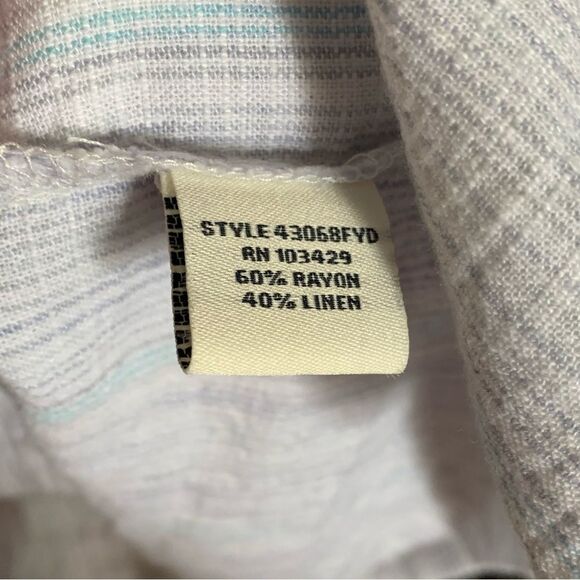 STYLE 43068FYD
RN 103429
60% RAYON
40% LINEN